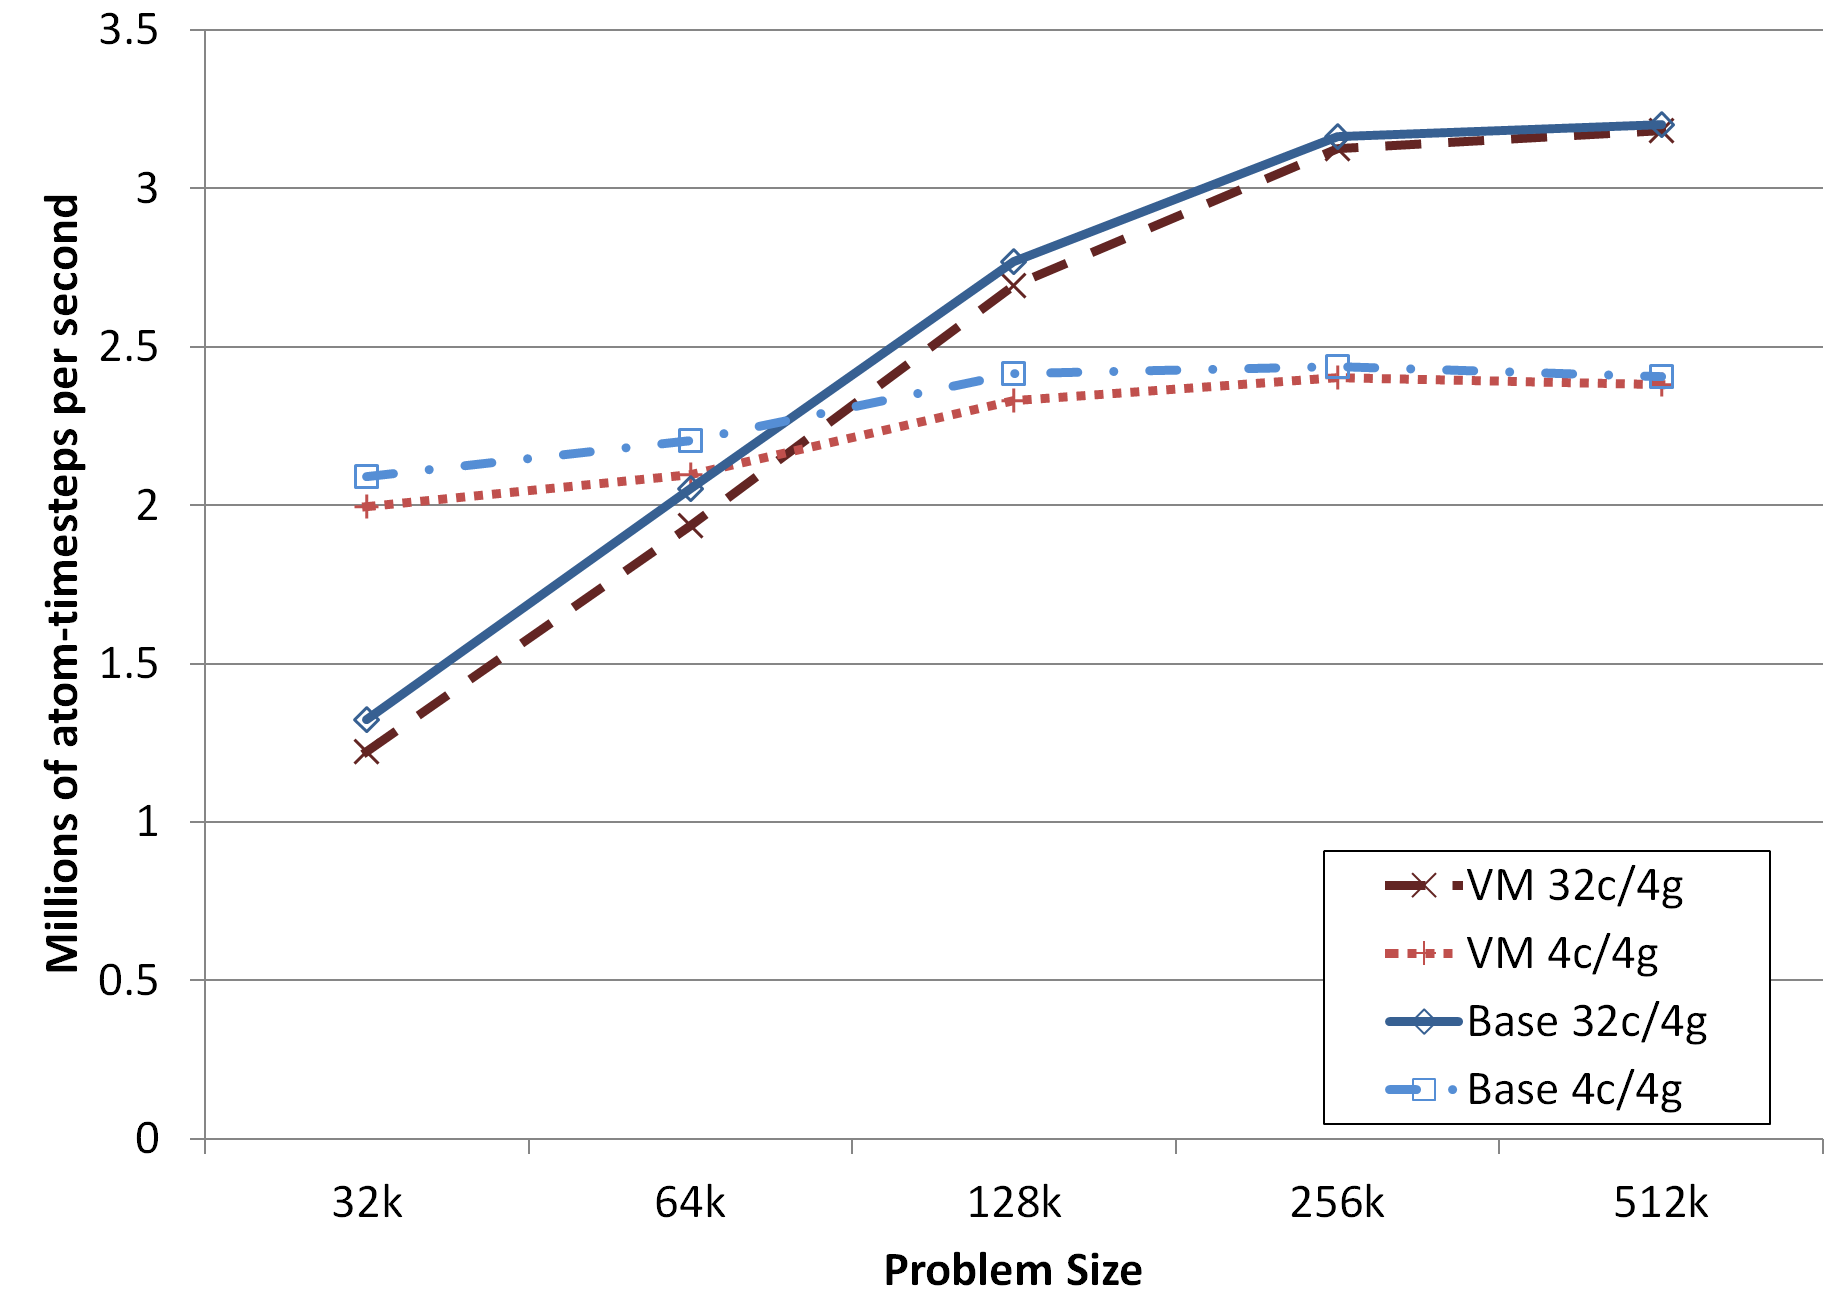 3.5
3
2.5
2
1.5
1
0.5
0
Millions of atom-timesteps per second
VM 32c/4g
VM 4c/4g
Base 32c/4g
Base 4c/4g
32k 64k 128k 256k 512k
Problem Size